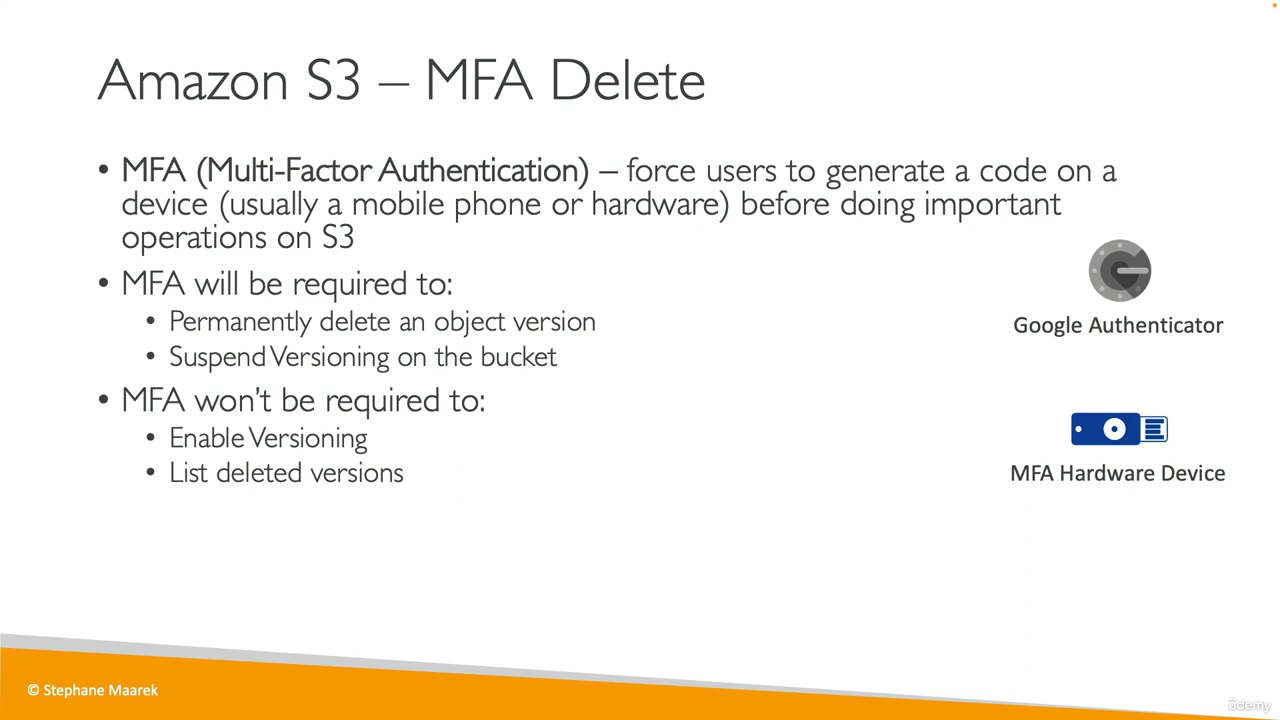 Amazon S3 – MFA Delete
• MFA (Multi-Factor Authentication) – force users to generate a code on a
device (usually a mobile phone or hardware) before doing important
operations on S3
• MFA will be required to:
• Permanently delete an object version
• Suspend Versioning on the bucket
• MFA won't be required to:
• Enable Versioning
• List deleted versions
Google Authenticator
MFA Hardware Device
© Stephane Maarek
ûdemy